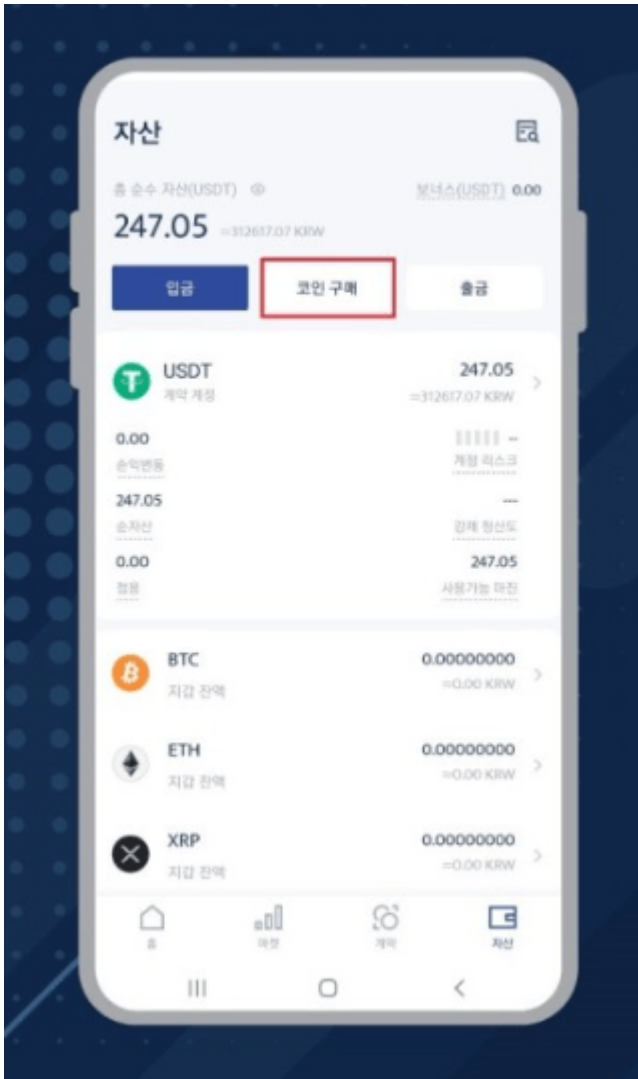 자산
총 순수 자산(USDT)
보너스(USDT) 0.00
247.05 ≈312617.07 KRW
입금
코인 구매
출금
USDT
247.05
계약 계정
≈312617.07 KRW
0.00
--
손익변동
계정 리스크
247.05
---
순자산
강제 청산도
0.00
247.05
점용
사용가능 마진
BTC
0.00000000
지갑 잔액
≈0.00 KRW
ETH
0.00000000
지갑 잔액
≈0.00 KRW
XRP
0.00000000
지갑 잔액
≈0.00 KRW
홈
마켓
계약
자산